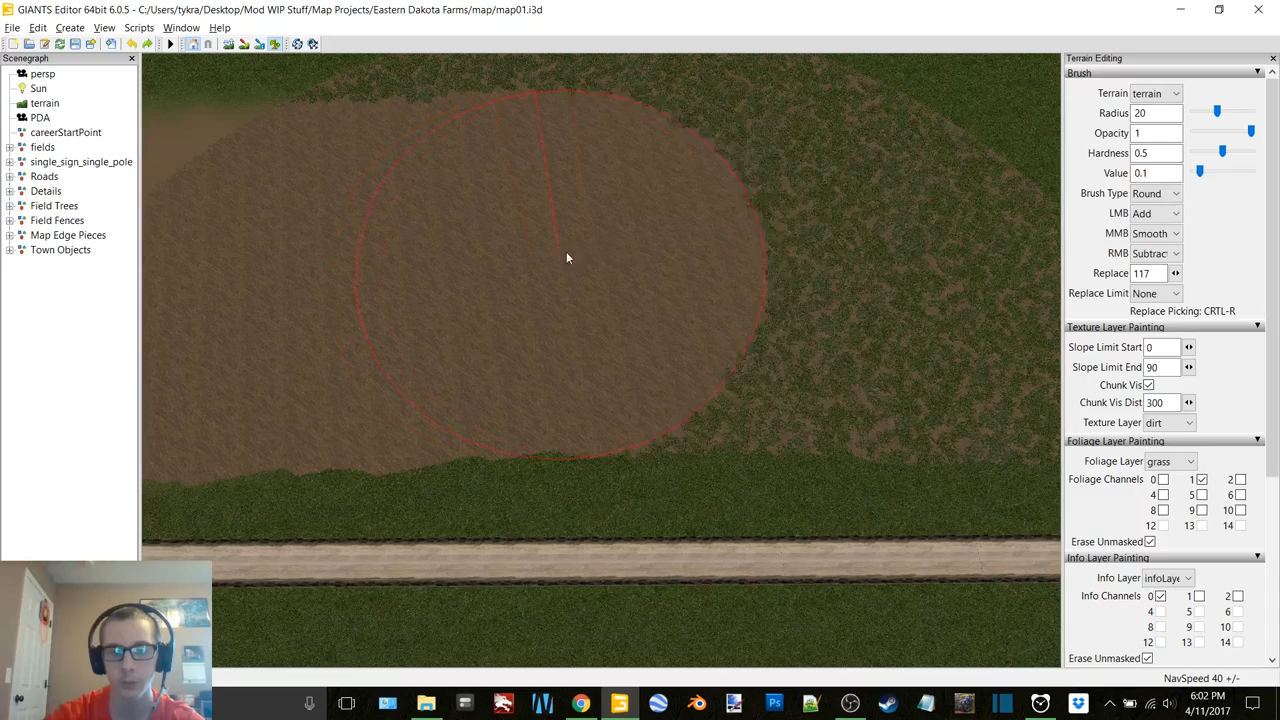 GIANTS Editor 64bit 6.0.5 - C:/Users/tykra/Desktop/Mod WIP Stuff/Map Projects/Eastern Dakota Farms/map/map01.i3d
File Edit Create View Scripts Window Help
Scenegraph
persp
Sun
terrain
PDA
careerStartPoint
fields
single_sign_single_pole
Roads
Details
Field Trees
Field Fences
Map Edge Pieces
Town Objects
Terrain Editing
Brush
Terrain terrain
Radius 20
Opacity 1
Hardness 0.5
Value 0.1
Brush Type Round
LMB Add
MMB Smooth
RMB Subtrac
Replace 117
Replace Limit None
Replace Picking: CRTL-R
Texture Layer Painting
Slope Limit Start 0
Slope Limit End 90
Chunk Vis
Chunk Vis Dist 300
Texture Layer dirt
Foliage Layer Painting
Foliage Layer grass
Foliage Channels 0 1 2
4 5 6
8 9 10
12 13 14
Erase Unmasked
Info Layer Painting
Info Layer infoLaye
Info Channels 0 1 2
4 5 6
8 9 10
12 13 14
Erase Unmasked
NavSpeed 40 +/-
6:02 PM
4/11/2017